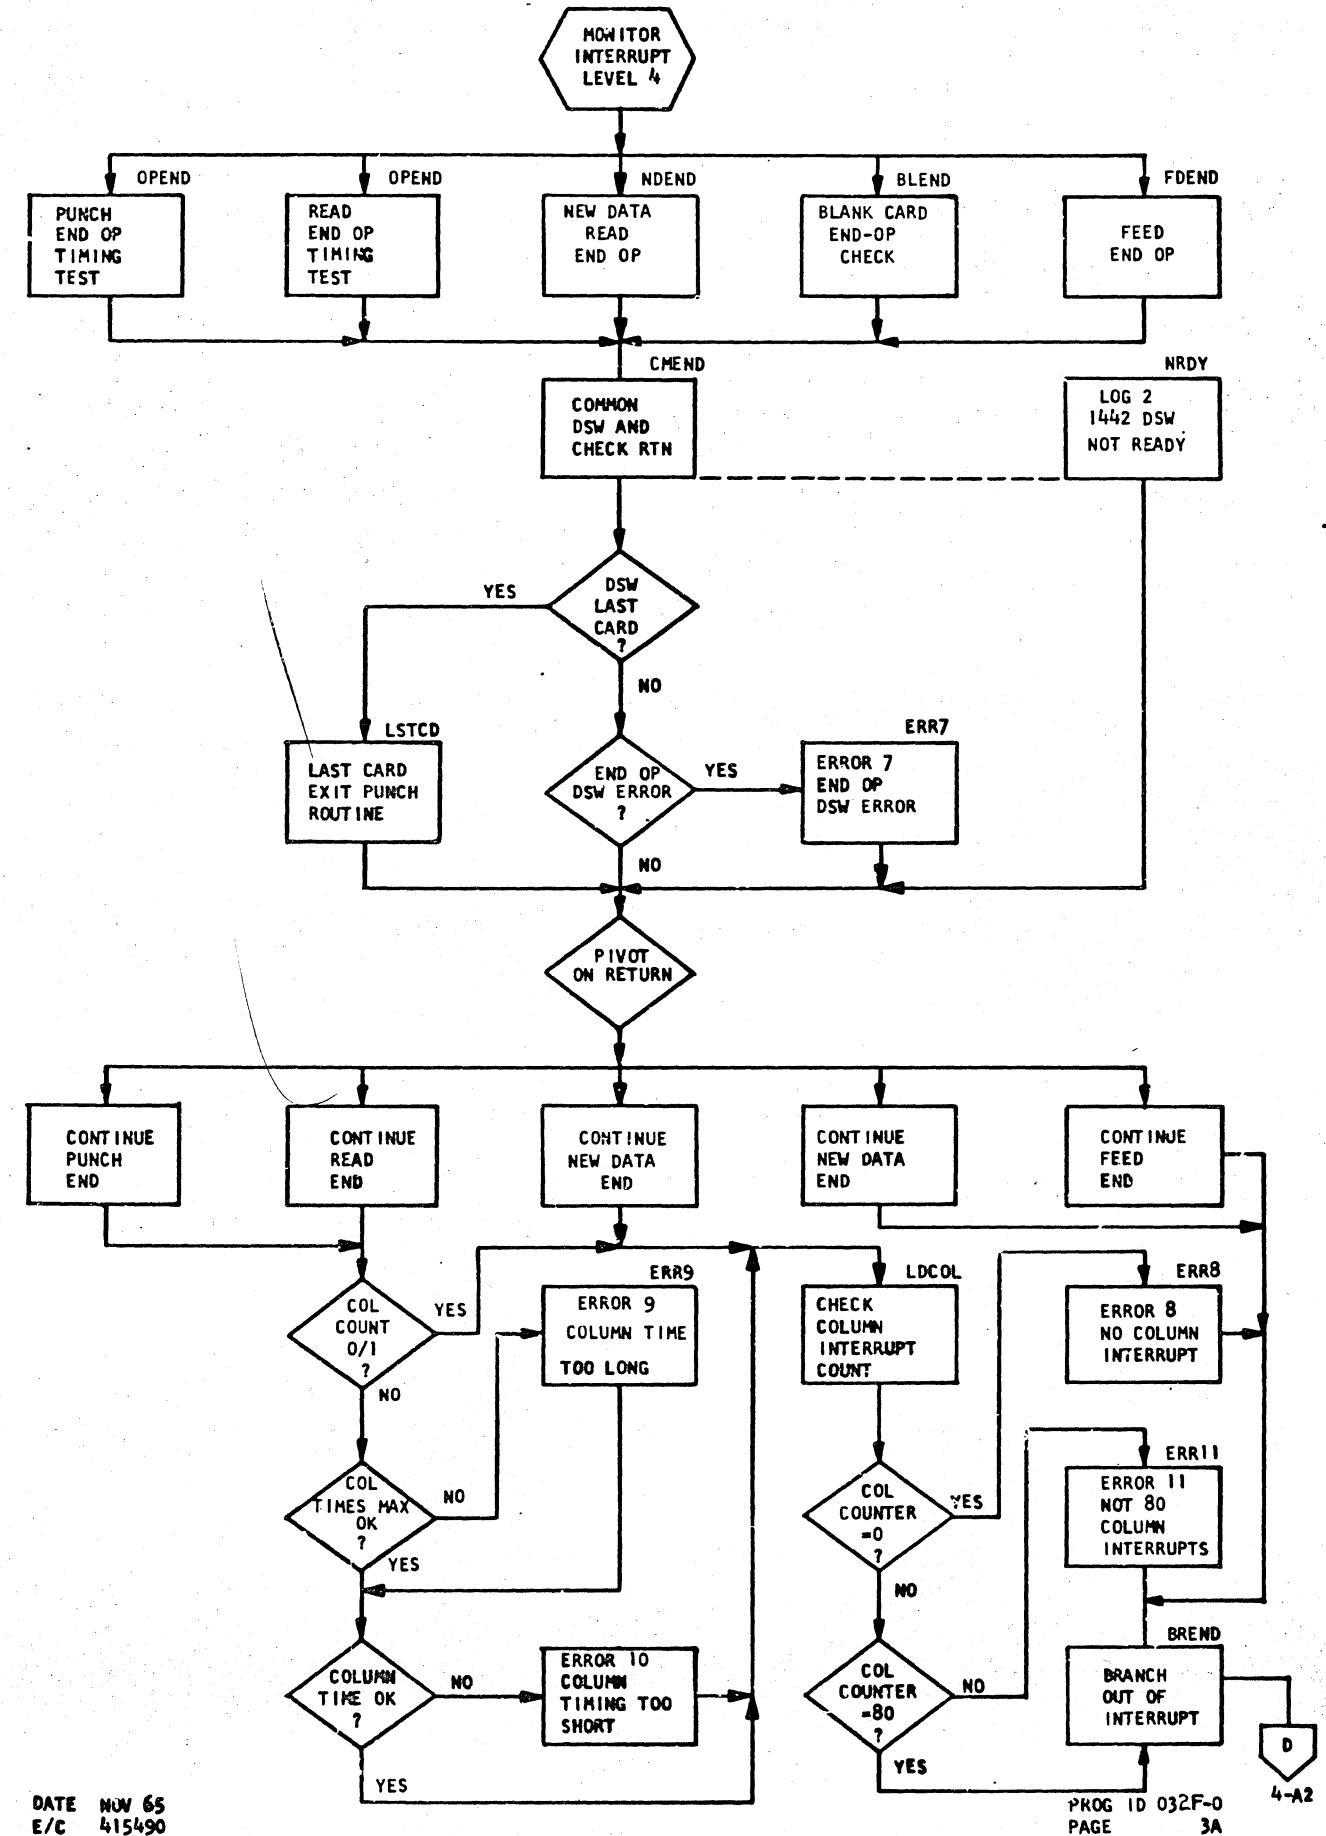 MONITOR
INTERRUPT
LEVEL 4
OPEND
OPEND
NDEND
BLEND
FDEND
PUNCH
END OP
TIMING
TEST
READ
END OP
TIMING
TEST
NEW DATA
READ
END OP
BLANK CARD
END-OP
CHECK
FEED
END OP
CMEND
NRDY
COMMON
DSW AND
CHECK RTN
LOG 2
1442 DSW
NOT READY
DSW
LAST
CARD
?
YES
NO
LSTCD
LAST CARD
EXIT PUNCH
ROUTINE
END OP
DSW ERROR
?
YES
NO
ERR7
ERROR 7
END OP
DSW ERROR
PIVOT
ON RETURN
CONTINUE
PUNCH
END
CONTINUE
READ
END
CONTINUE
NEW DATA
END
CONTINUE
NEW DATA
END
CONTINUE
FEED
END
COL
COUNT
0/1
?
YES
NO
ERR9
ERROR 9
COLUMN TIME
TOO LONG
LDCOL
CHECK
COLUMN
INTERRUPT
COUNT
ERR8
ERROR 8
NO COLUMN
INTERRUPT
COL
TIMES MAX
OK
?
NO
YES
COL
COUNTER
=0
?
YES
NO
ERR11
ERROR 11
NOT 80
COLUMN
INTERRUPTS
COLUMN
TIME OK
?
NO
YES
ERROR 10
COLUMN
TIMING TOO
SHORT
COL
COUNTER
=80
?
NO
YES
BREND
BRANCH
OUT OF
INTERRUPT
D
4-A2
DATE NOV 65
E/C 415490
PROG ID 032F-0
PAGE 3A